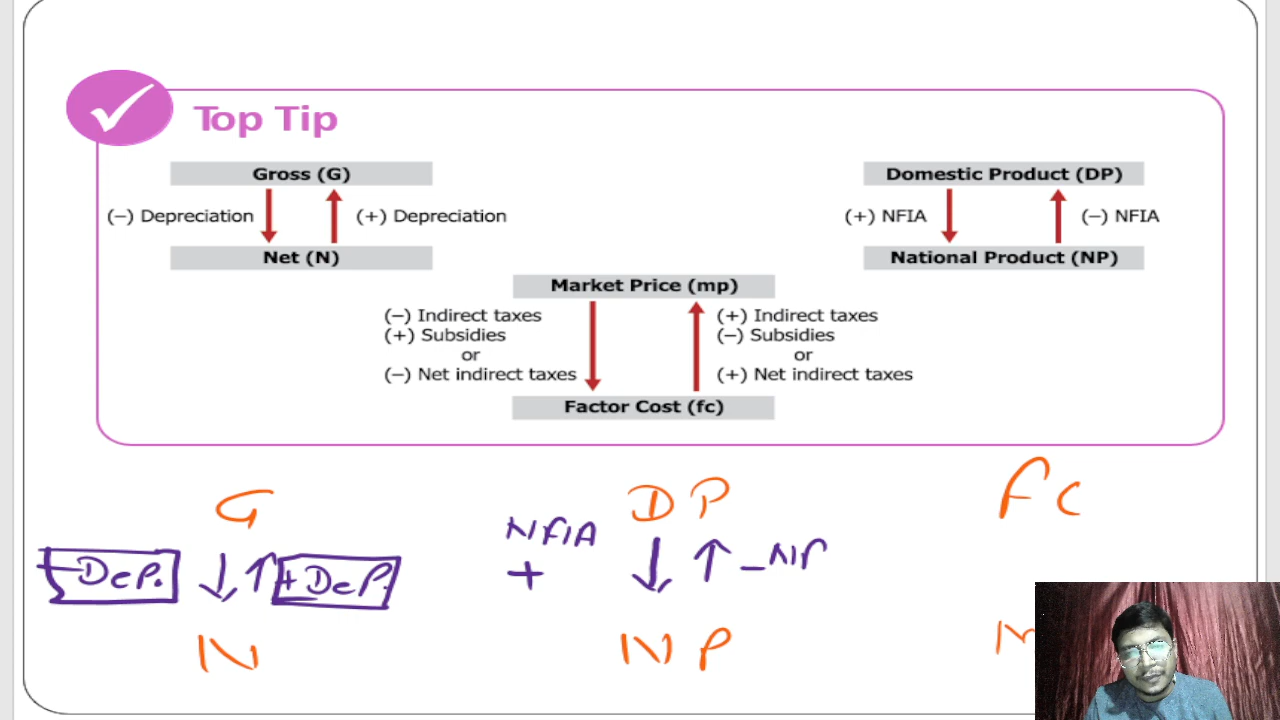 Top Tip
Gross (G)
(−) Depreciation
(+) Depreciation
Net (N)
Domestic Product (DP)
(+) NFIA
(−) NFIA
National Product (NP)
Market Price (mp)
(−) Indirect taxes
(+) Subsidies
or
(−) Net indirect taxes
(+) Indirect taxes
(−) Subsidies
or
(+) Net indirect taxes
Factor Cost (fc)
G
- DeP.
+ DeP.
N
DP
NFIA
+
NP
FC